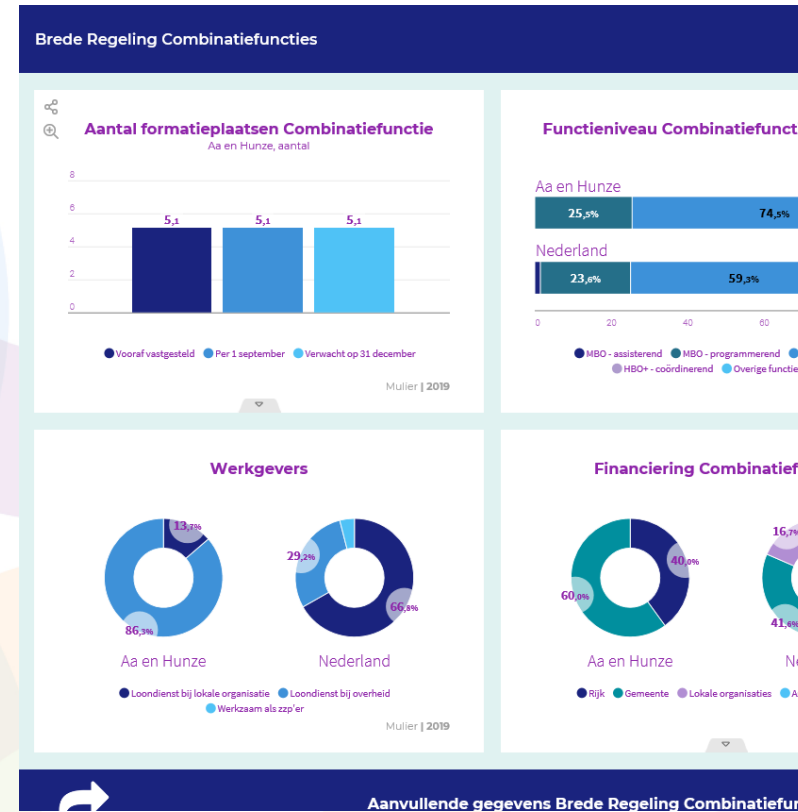 Brede Regeling Combinatiefuncties
Aantal formatieplaatsen Combinatiefunctie
Aa en Hunze, aantal
8
6
4
2
0
5,1
5,1
5,1
Vooraf vastgesteld
Per 1 september
Verwacht op 31 december
Mulier | 2019
Functieniveau Combinatiefunct
Aa en Hunze
25,5%
74,5%
Nederland
23,6%
59,3%
0
20
40
60
MBO - assisterend
MBO - programmerend
HBO+ - coördinerend
Overige functie
Werkgevers
13,7%
86,3%
Aa en Hunze
29,2%
66,8%
Nederland
Loondienst bij lokale organisatie
Loondienst bij overheid
Werkzaam als zzp'er
Mulier | 2019
Financiering Combinatief
40,0%
60,0%
Aa en Hunze
16,7%
41,6%
Ne
Rijk
Gemeente
Lokale organisaties
A
Aanvullende gegevens Brede Regeling Combinatiefun